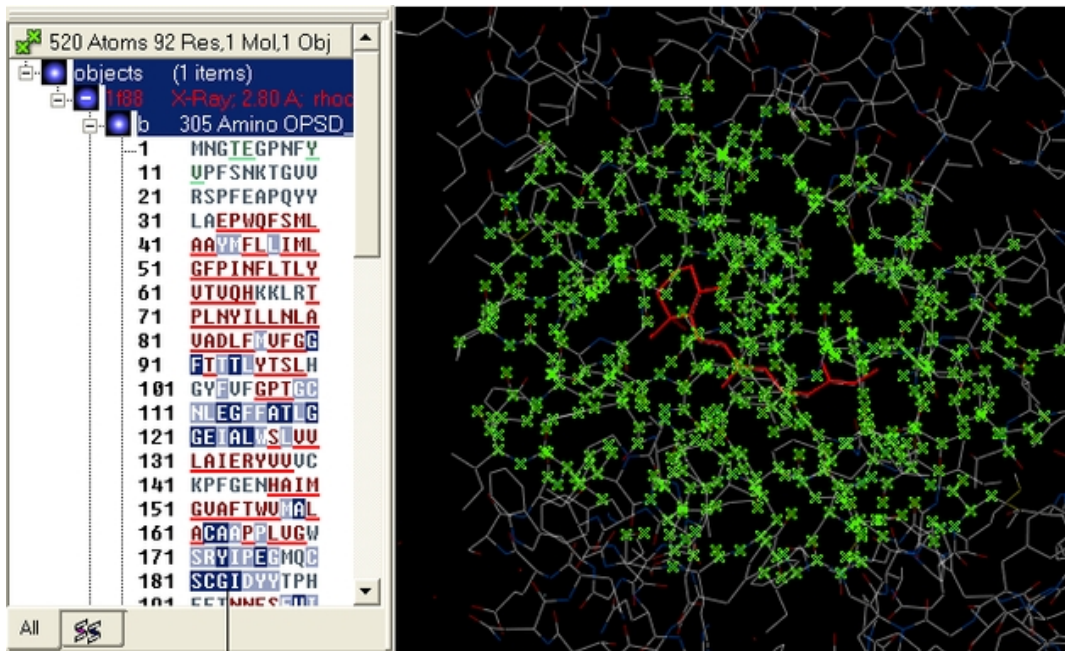 520 Atoms 92 Res,1 Mol,1 Obj
objects (1 items)
1f88 X-Ray; 2.80 A; rhoc
b 305 Amino OPSD_
1 MNGTEGPNFY
11 VPFSNKTGVV
21 RSPFEAPQYY
31 LAEPWQFSML
41 AAYMFLLIML
51 GFPINFLTLY
61 VTVQHKKLRT
71 PLNYILLNLA
81 VADLFMVFGG
91 FTTTLYTSLH
101 GYFVFGPTGC
111 NLEGFFATLG
121 GEIALWSLVV
131 LAIERYVVVC
141 KPFGENHAIM
151 GVAFTWVMAL
161 ACAAPPLVGW
171 SRYIPEGMQC
181 SCGIDYYTPH
All